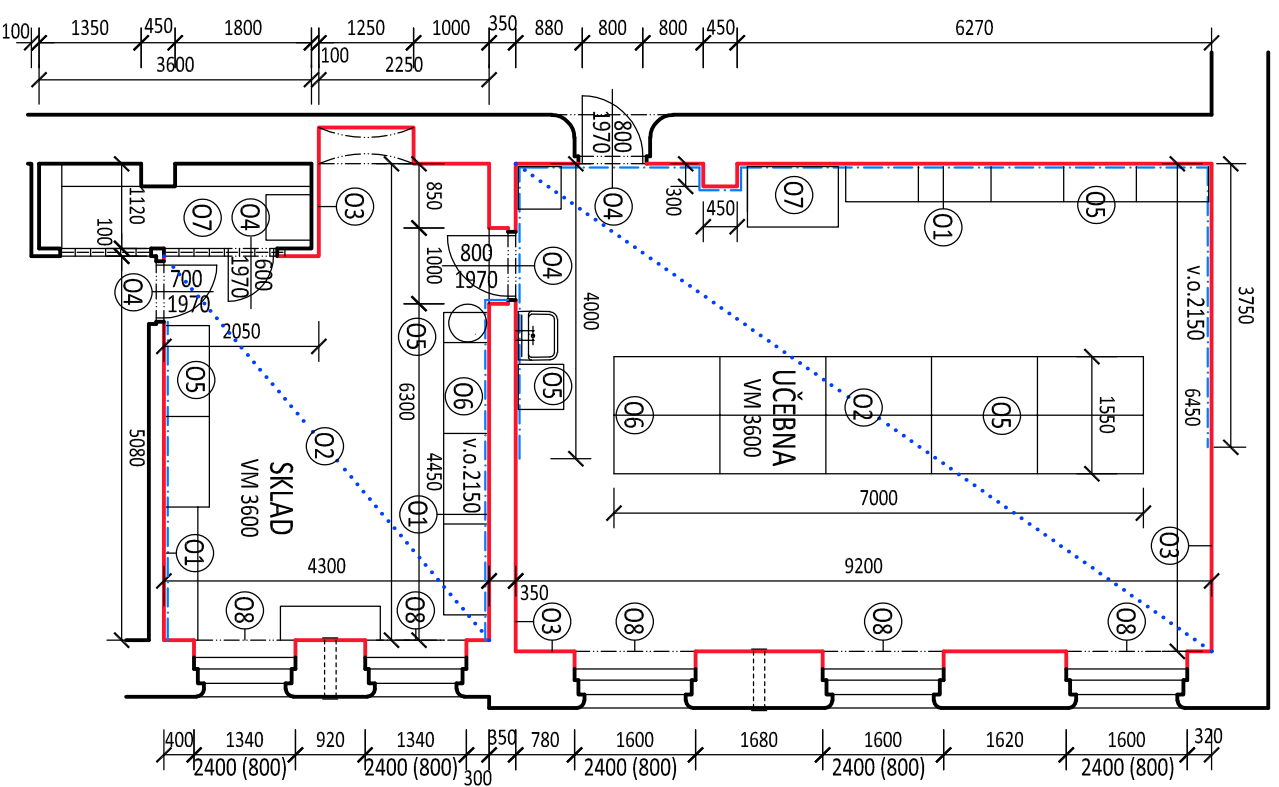 100
1350
450
1800
1250
1000
350
880
800
800
450
6270
3600
100
2250
800
1970
1120
O7
O4
O3
850
O4
300
450
O7
O1
O5
100
600
1970
700
1970
O4
1000
800
1970
O4
4000
v.o.2150
3750
2050
O5
O5
6300
O6
O5
O6
UČEBNA
VM 3600
O2
O5
1550
6450
5080
O2
SKLAD
VM 3600
4450
v.o.2150
O1
7000
O1
O3
4300
350
9200
O8
O8
O3
O8
O8
O8
400
1340
920
1340
300
350
780
1600
1680
1600
1620
1600
320
2400 (800)
2400 (800)
2400 (800)
2400 (800)
2400 (800)